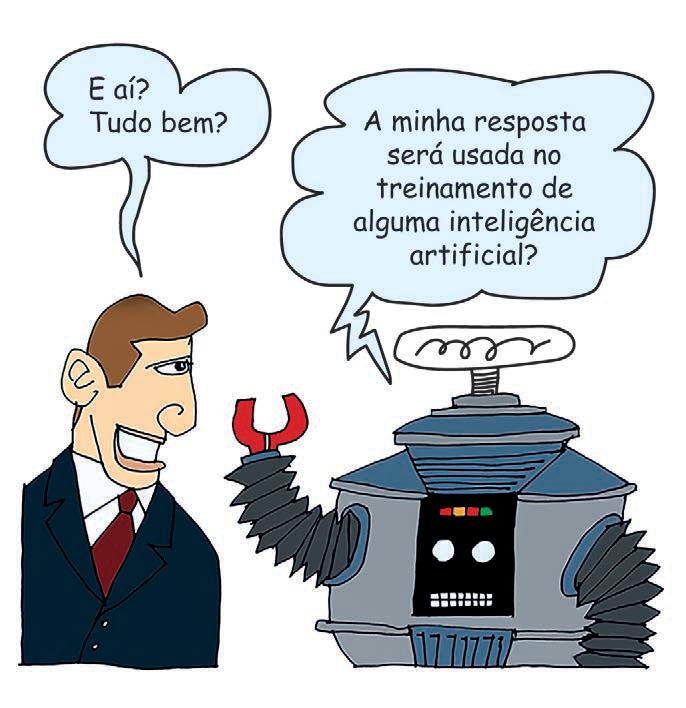 E aí?
Tudo bem?
A minha resposta
será usada no
treinamento de
alguma inteligência
artificial?